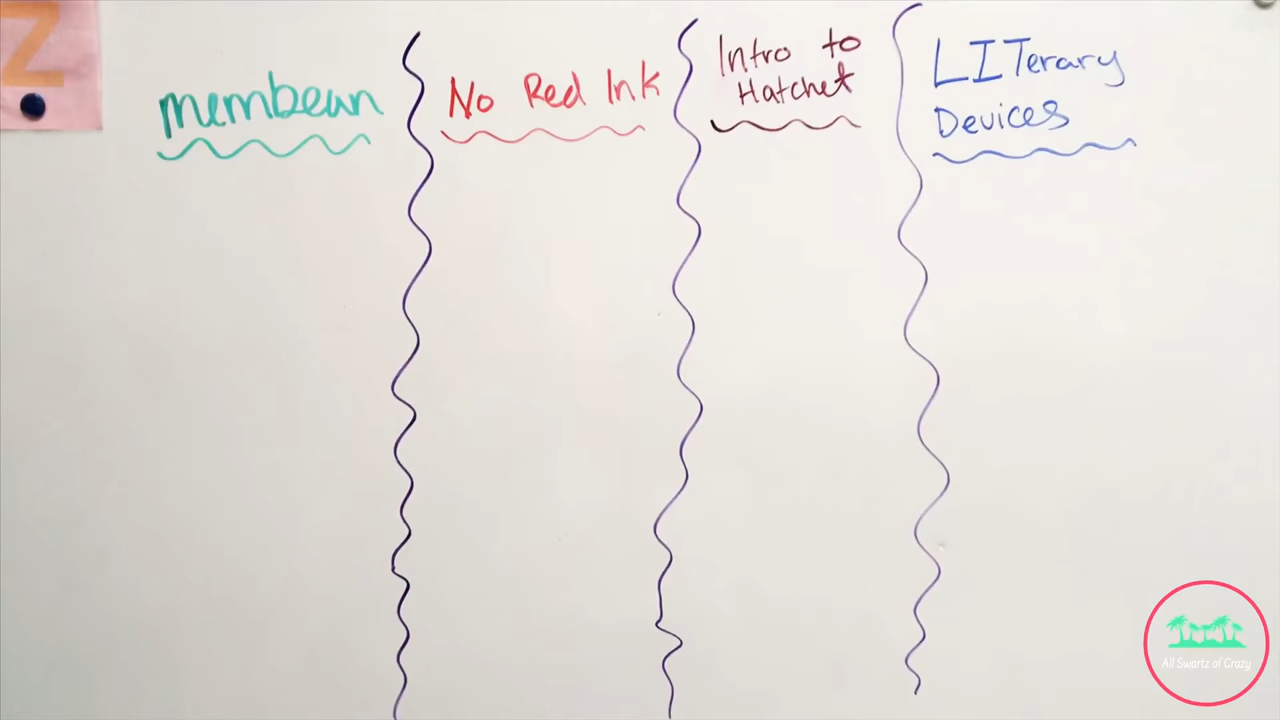 Z
membean
No Red Ink
Intro to
Hatchet
LITerary
Devices
All Swartz of Crazy